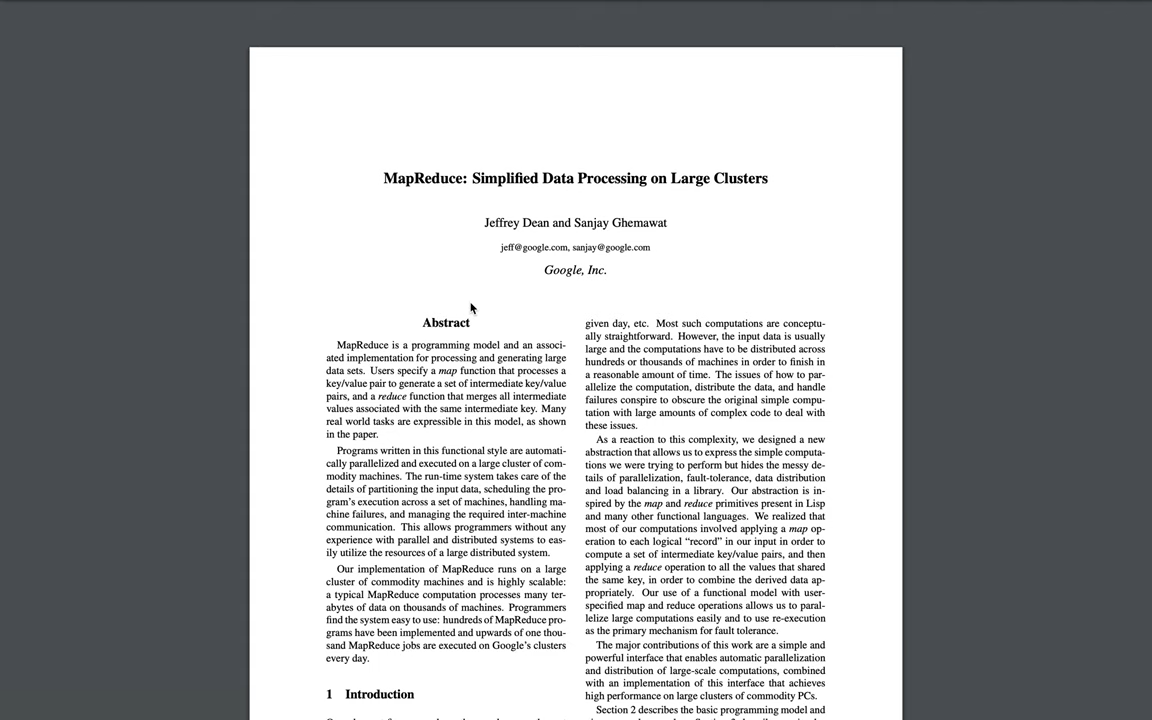 MapReduce: Simplified Data Processing on Large Clusters
Jeffrey Dean and Sanjay Ghemawat
jeff@google.com, sanjay@google.com
Google, Inc.
Abstract
MapReduce is a programming model and an associ-
ated implementation for processing and generating large
data sets. Users specify a map function that processes a
key/value pair to generate a set of intermediate key/value
pairs, and a reduce function that merges all intermediate
values associated with the same intermediate key. Many
real world tasks are expressible in this model, as shown
in the paper.
Programs written in this functional style are automati-
cally parallelized and executed on a large cluster of com-
modity machines. The run-time system takes care of the
details of partitioning the input data, scheduling the pro-
gram's execution across a set of machines, handling ma-
chine failures, and managing the required inter-machine
communication. This allows programmers without any
experience with parallel and distributed systems to eas-
ily utilize the resources of a large distributed system.
Our implementation of MapReduce runs on a large
cluster of commodity machines and is highly scalable:
a typical MapReduce computation processes many ter-
abytes of data on thousands of machines. Programmers
find the system easy to use: hundreds of MapReduce pro-
grams have been implemented and upwards of one thou-
sand MapReduce jobs are executed on Google's clusters
every day.
1 Introduction
given day, etc. Most such computations are conceptu-
ally straightforward. However, the input data is usually
large and the computations have to be distributed across
hundreds or thousands of machines in order to finish in
a reasonable amount of time. The issues of how to par-
allelize the computation, distribute the data, and handle
failures conspire to obscure the original simple compu-
tation with large amounts of complex code to deal with
these issues.
As a reaction to this complexity, we designed a new
abstraction that allows us to express the simple computa-
tions we were trying to perform but hides the messy de-
tails of parallelization, fault-tolerance, data distribution
and load balancing in a library. Our abstraction is in-
spired by the map and reduce primitives present in Lisp
and many other functional languages. We realized that
most of our computations involved applying a map op-
eration to each logical "record" in our input in order to
compute a set of intermediate key/value pairs, and then
applying a reduce operation to all the values that shared
the same key, in order to combine the derived data ap-
propriately. Our use of a functional model with user-
specified map and reduce operations allows us to paral-
lelize large computations easily and to use re-execution
as the primary mechanism for fault tolerance.
The major contributions of this work are a simple and
powerful interface that enables automatic parallelization
and distribution of large-scale computations, combined
with an implementation of this interface that achieves
high performance on large clusters of commodity PCs.
Section 2 describes the basic programming model and